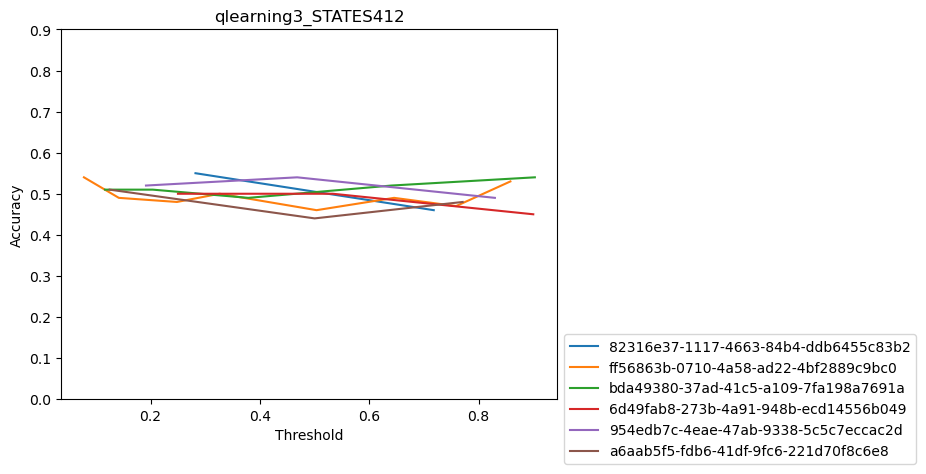 qlearning3_STATES412
0.9
0.8
0.7
0.6
0.5
0.4
0.3
0.2
0.1
0.0
Accuracy
0.2 0.4 0.6 0.8
Threshold
82316e37-1117-4663-84b4-ddb6455c83b2
ff56863b-0710-4a58-ad22-4bf2889c9bc0
bda49380-37ad-41c5-a109-7fa198a7691a
6d49fab8-273b-4a91-948b-ecd14556b049
954edb7c-4eae-47ab-9338-5c5c7eccac2d
a6aab5f5-fdb6-41df-9fc6-221d70f8c6e8